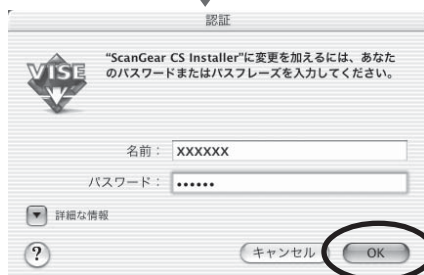 認証
VISE
“ScanGear CS Installer”に変更を加えるには、あなた
のパスワードまたはパスフレーズを入力してください。
名前： XXXXXX
パスワード： ••••••
詳細な情報
?
キャンセル
OK